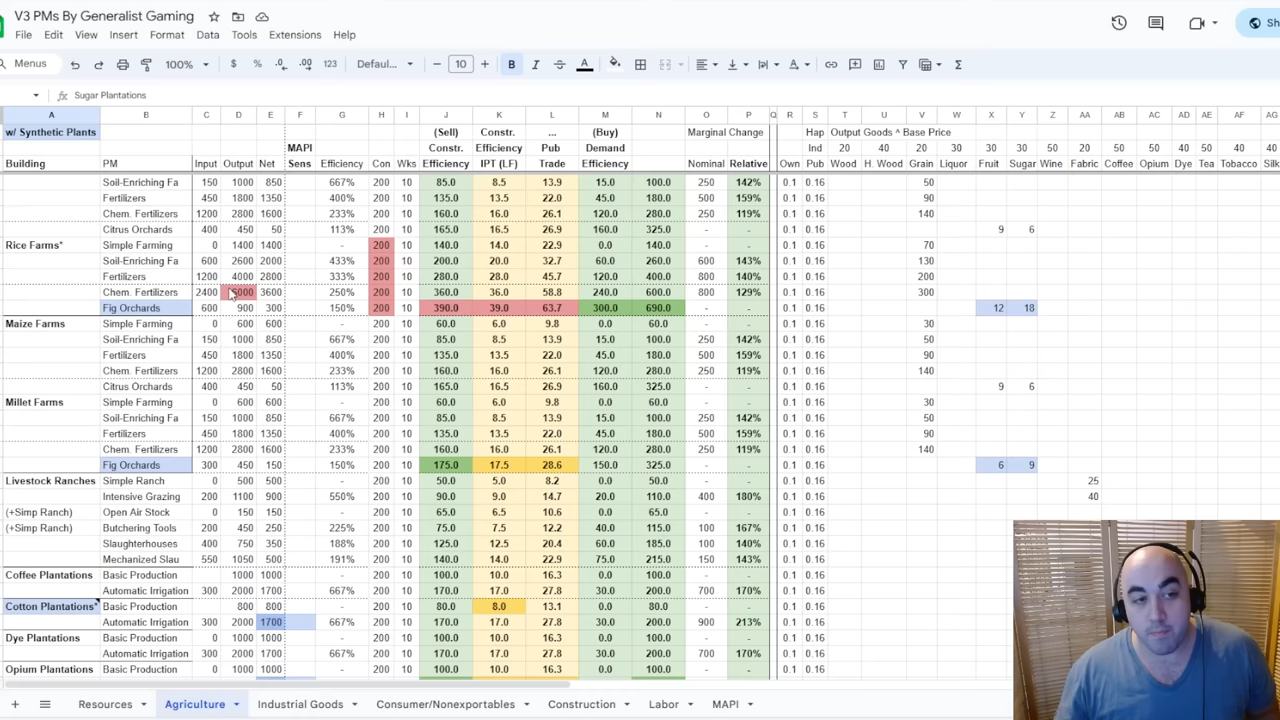 V3 PMs By Generalist Gaming
File Edit View Insert Format Data Tools Extensions Help
Menus 100% $ % .0 .00 123 Defaul... 10 B I A Σ
Sugar Plantations
A B C D E F G H I J K L M N O P Q R S T U V W X Y Z AA AB AC AD AE AF AG
w/ Synthetic Plants (Sell) Constr. ... (Buy) Marginal Change Hap Output Goods ^ Base Price
MAPI Constr. Efficiency Pub Demand Ind 20 20 20 30 30 30 50 20 50 50 40 50 40 40
Building PM Input Output Net Sens Efficiency Con Wks Efficiency IPT (LF) Trade Efficiency Nominal Relative Own Pub Wood H. Wood Grain Liquor Fruit Sugar Wine Fabric Coffee Opium Dye Tea Tobacco Silk
Soil-Enriching Fa 150 1000 850 667% 200 10 85.0 8.5 13.9 15.0 100.0 250 142% 0.1 0.16 50
Fertilizers 450 1800 1350 400% 200 10 135.0 13.5 22.0 45.0 180.0 500 159% 0.1 0.16 90
Chem. Fertilizers 1200 2800 1600 233% 200 10 160.0 16.0 26.1 120.0 280.0 250 119% 0.1 0.16 140
Citrus Orchards 400 450 50 113% 200 10 165.0 16.5 26.9 160.0 325.0 - - 0.1 0.16 9 6
Rice Farms* Simple Farming 0 1400 1400 - 200 10 140.0 14.0 22.9 0.0 140.0 - - 0.1 0.16 70
Soil-Enriching Fa 600 2600 2000 433% 200 10 200.0 20.0 32.7 60.0 260.0 600 143% 0.1 0.16 130
Fertilizers 1200 4000 2800 333% 200 10 280.0 28.0 45.7 120.0 400.0 800 140% 0.1 0.16 200
Chem. Fertilizers 2400 3600 250% 200 10 360.0 36.0 58.8 240.0 600.0 800 129% 0.1 0.16 300
Fig Orchards 600 900 300 150% 200 10 390.0 39.0 63.7 300.0 690.0 - - 0.1 0.16 12 18
Maize Farms Simple Farming 0 600 600 - 200 10 60.0 6.0 9.8 0.0 60.0 - - 0.1 0.16 30
Soil-Enriching Fa 150 1000 850 667% 200 10 85.0 8.5 13.9 15.0 100.0 250 142% 0.1 0.16 50
Fertilizers 450 1800 1350 400% 200 10 135.0 13.5 22.0 45.0 180.0 500 159% 0.1 0.16 90
Chem. Fertilizers 1200 2800 1600 233% 200 10 160.0 16.0 26.1 120.0 280.0 250 119% 0.1 0.16 140
Citrus Orchards 400 450 50 113% 200 10 165.0 16.5 26.9 160.0 325.0 - - 0.1 0.16 9 6
Millet Farms Simple Farming 0 600 600 - 200 10 60.0 6.0 9.8 0.0 60.0 - - 0.1 0.16 30
Soil-Enriching Fa 150 1000 850 667% 200 10 85.0 8.5 13.9 15.0 100.0 250 142% 0.1 0.16 50
Fertilizers 450 1800 1350 400% 200 10 135.0 13.5 22.0 45.0 180.0 500 159% 0.1 0.16 90
Chem. Fertilizers 1200 2800 1600 233% 200 10 160.0 16.0 26.1 120.0 280.0 250 119% 0.1 0.16 140
Fig Orchards 300 450 150 150% 200 10 175.0 17.5 28.6 150.0 325.0 - - 0.1 0.16 6 9
Livestock Ranches Simple Ranch 0 500 500 - 200 10 50.0 5.0 8.2 0.0 50.0 - - 0.1 0.16 25
Intensive Grazing 200 1100 900 550% 200 10 90.0 9.0 14.7 20.0 110.0 400 180% 0.1 0.16 40
(+Simp Ranch) Open Air Stock 0 150 150 - 200 10 65.0 6.5 10.6 0.0 65.0 - - 0.1 0.16
(+Simp Ranch) Butchering Tools 200 450 250 225% 200 10 75.0 7.5 12.2 40.0 115.0 100 167% 0.1 0.16
Slaughterhouses 400 750 350 188% 200 10 125.0 12.5 20.4 60.0 185.0 100 140% 0.1 0.16
Mechanized Slau 550 1050 500 191% 200 10 140.0 14.0 22.9 75.0 215.0 150 143% 0.1 0.16
Coffee Plantations Basic Production 1000 1000 - 200 10 100.0 10.0 16.3 0.0 100.0 - - 0.1 0.16
Automatic Irrigation 300 2000 1700 667% 200 10 170.0 17.0 27.8 30.0 200.0 700 170% 0.1 0.16
Cotton Plantations* Basic Production 800 800 - 200 10 80.0 8.0 13.1 0.0 80.0 - - 0.1 0.16
Automatic Irrigation 300 2000 1700 667% 200 10 170.0 17.0 27.8 30.0 200.0 900 213% 0.1 0.16
Dye Plantations Basic Production 1000 1000 - 200 10 100.0 10.0 16.3 0.0 100.0 - - 0.1 0.16
Automatic Irrigation 300 2000 1700 667% 200 10 170.0 17.0 27.8 30.0 200.0 700 170% 0.1 0.16
Opium Plantations Basic Production 1000 1000 - 200 10 100.0 10.0 16.3 0.0 100.0 - - 0.1 0.16
Resources Agriculture Industrial Goods Consumer/Nonexportables Construction Labor MAPI